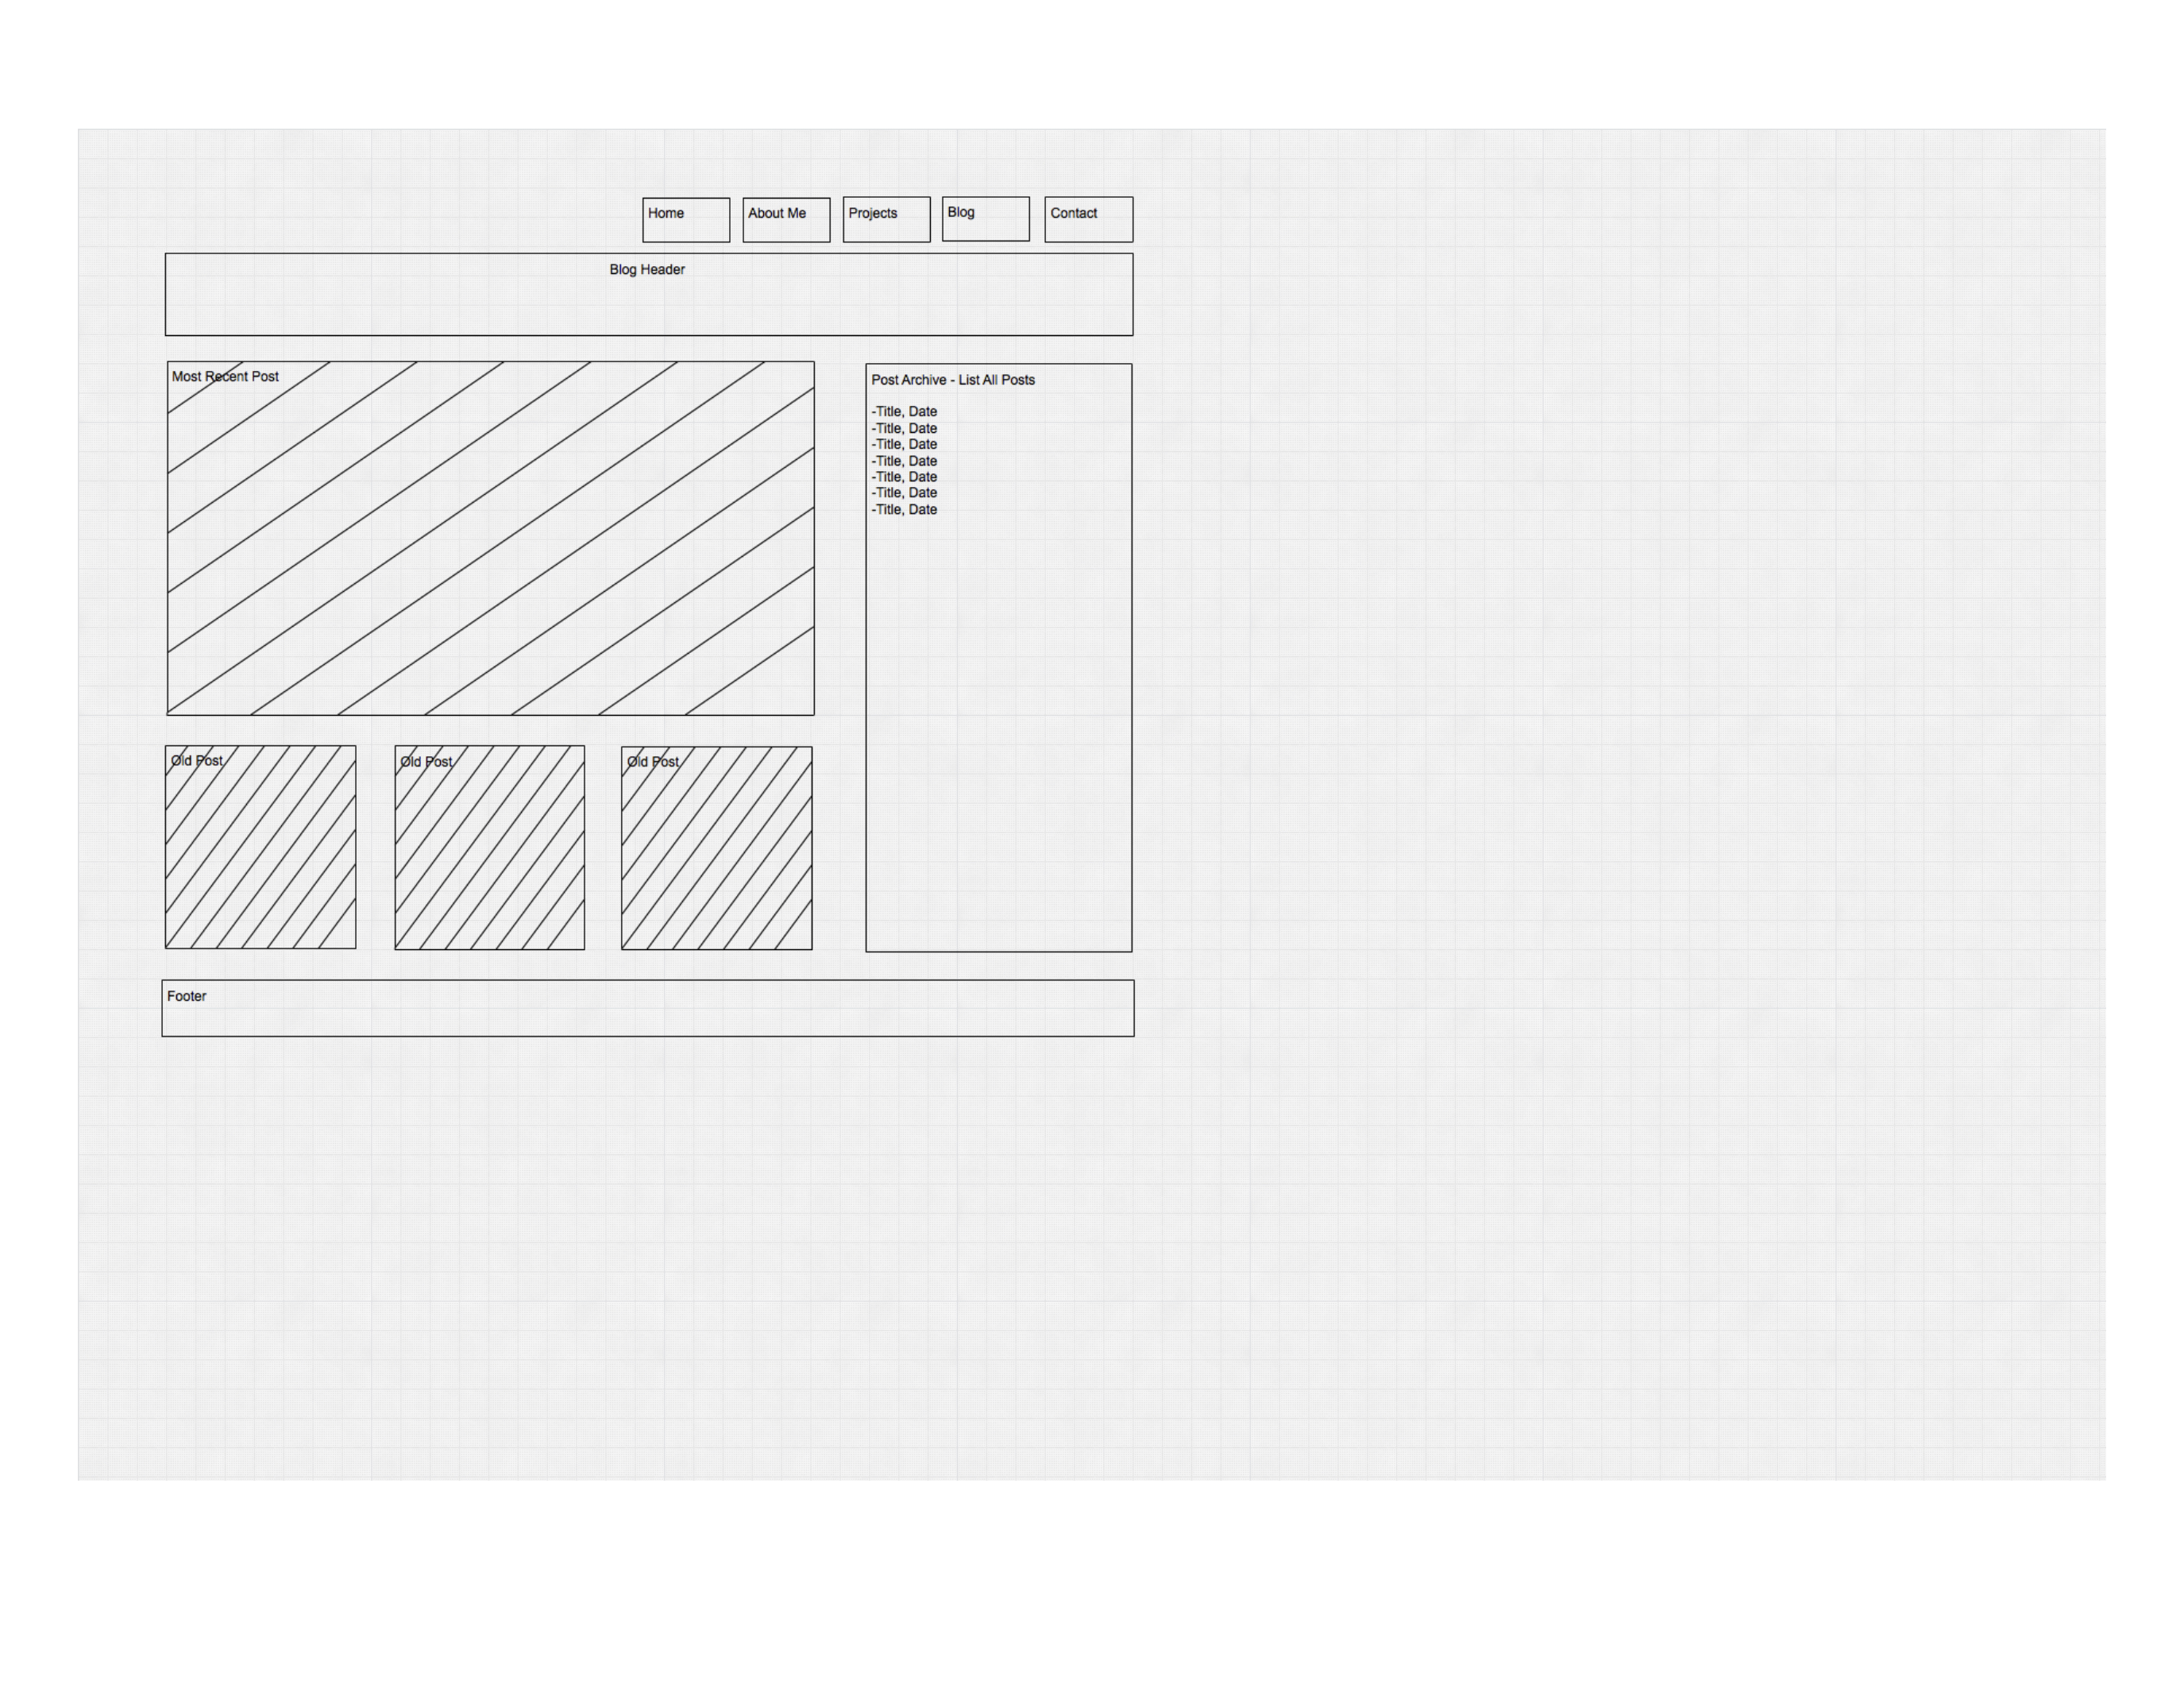 Home
About Me
Projects
Blog
Contact
Blog Header
Most Recent Post
Post Archive - List All Posts
-Title, Date
-Title, Date
-Title, Date
-Title, Date
-Title, Date
-Title, Date
-Title, Date
Old Post
Old Post
Old Post
Footer